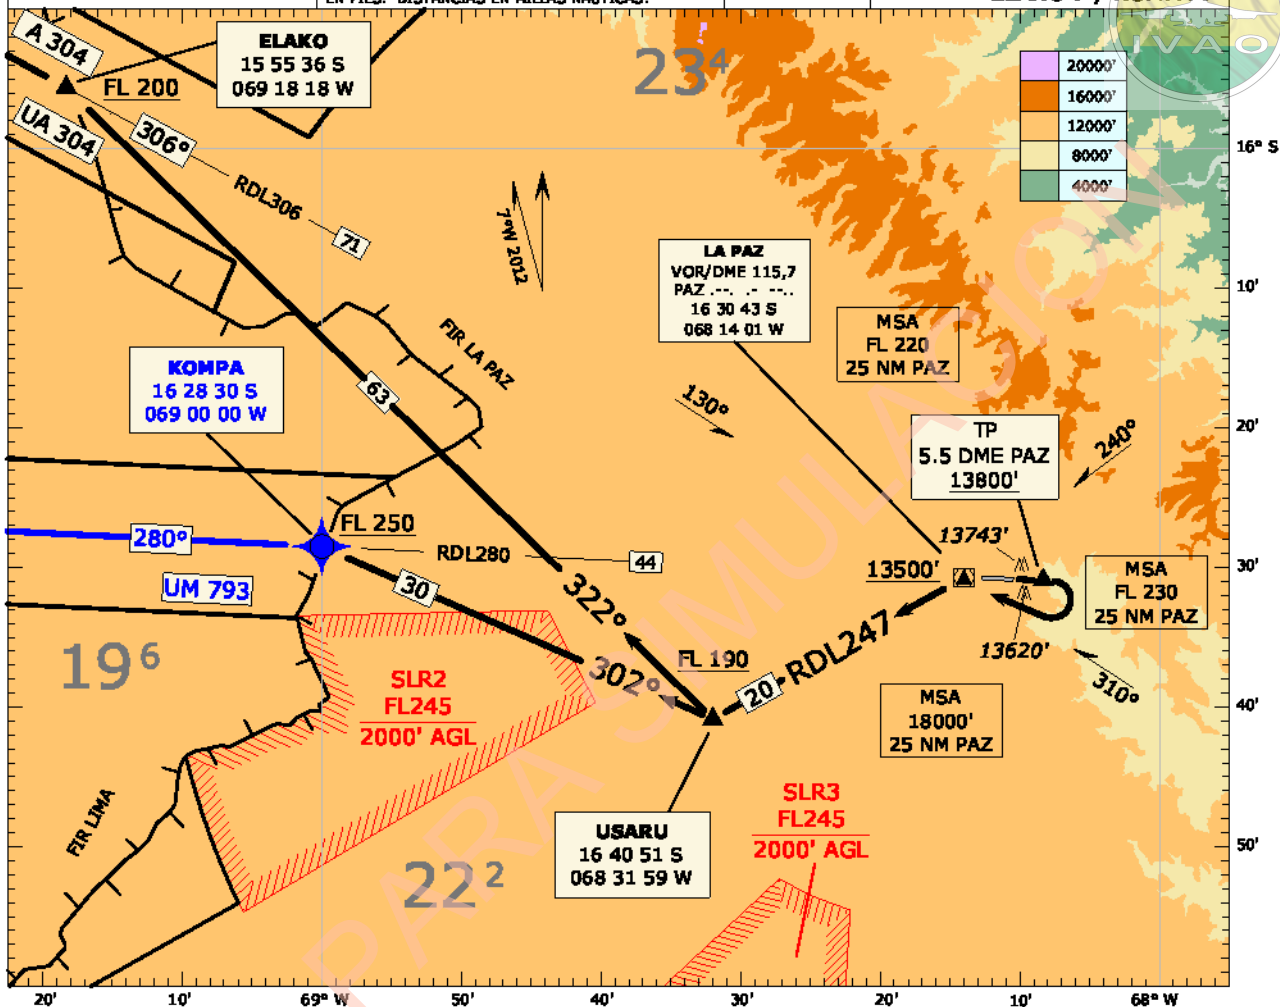 EN PIES. DISTANCIAS EN MILLAS NAUTICAS.
IVAO
A 304
ELAKO
15 55 36 S
069 18 18 W
FL 200
UA 304
306°
RDL306
71
23⁴
20000'
16000'
12000'
8000'
4000'
16° S
7°W 2012
LA PAZ
VOR/DME 115,7
PAZ .--. .- --..
16 30 43 S
068 14 01 W
MSA
FL 220
25 NM PAZ
10'
FIR LA PAZ
KOMPA
16 28 30 S
069 00 00 W
63
130°
TP
5.5 DME PAZ
13800'
240°
20'
280°
FL 250
RDL280
44
13743'
13500'
30'
UM 793
30
322°
MSA
FL 230
25 NM PAZ
13620'
310°
19⁶
SLR2
FL245
2000' AGL
302°
FL 190
20
RDL247
MSA
18000'
25 NM PAZ
40'
FIR LIMA
22²
USARU
16 40 51 S
068 31 59 W
SLR3
FL245
2000' AGL
50'
PARA SIMULACION
20'
10'
69° W
50'
40'
30'
20'
10'
68° W